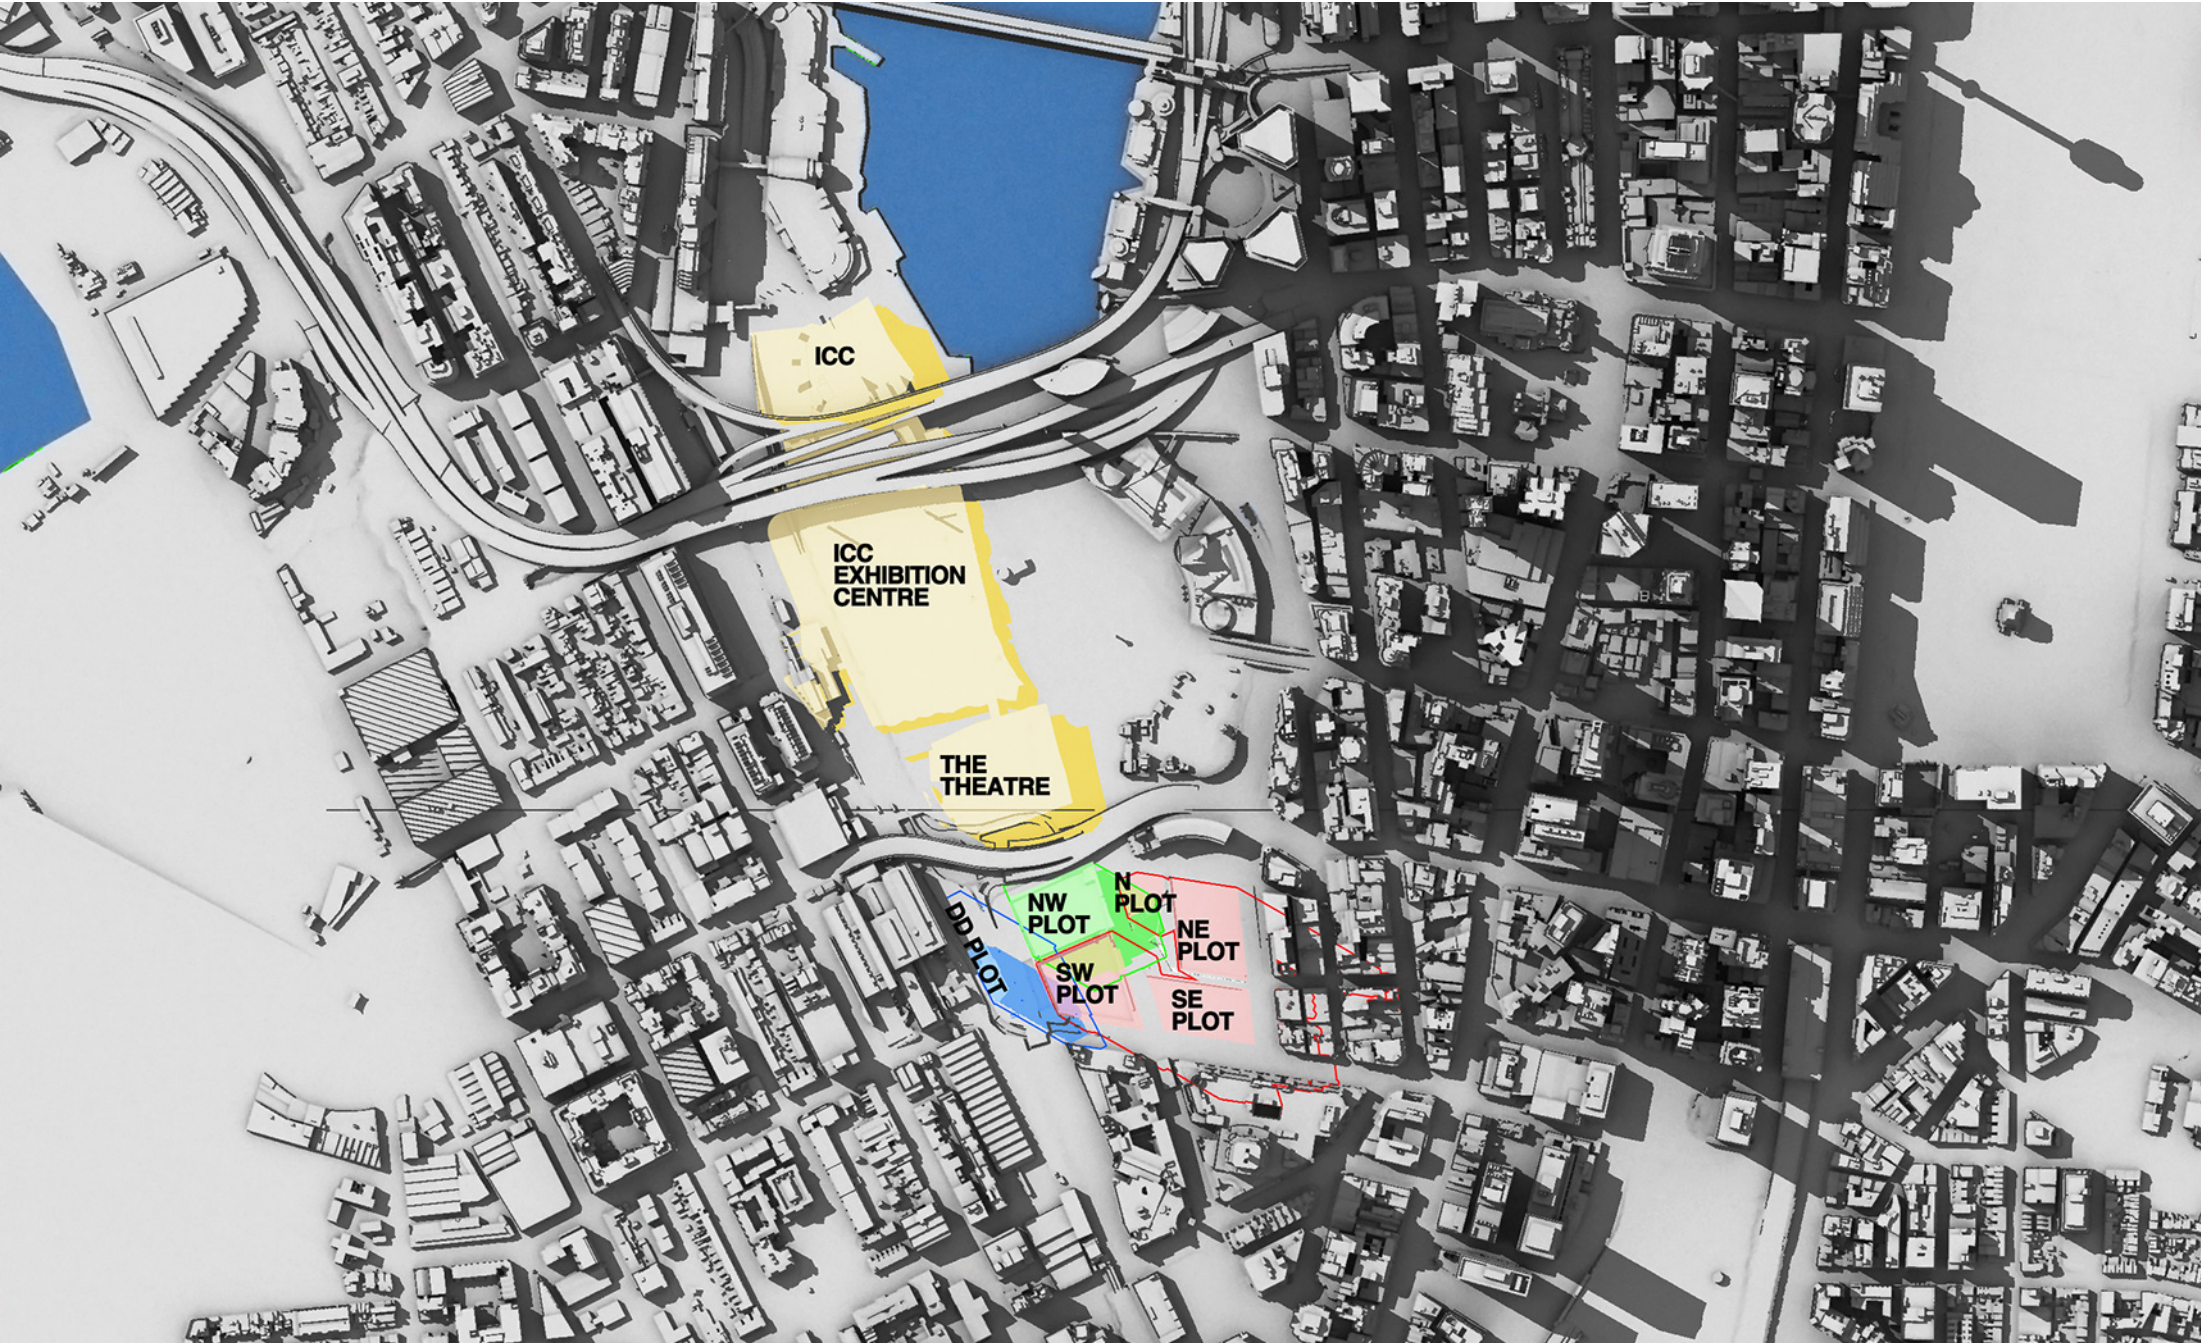 ICC
ICC
EXHIBITION
CENTRE
THE
THEATRE
N
PLOT
NW
PLOT
DD PLOT
NE
PLOT
SW
PLOT
SE
PLOT